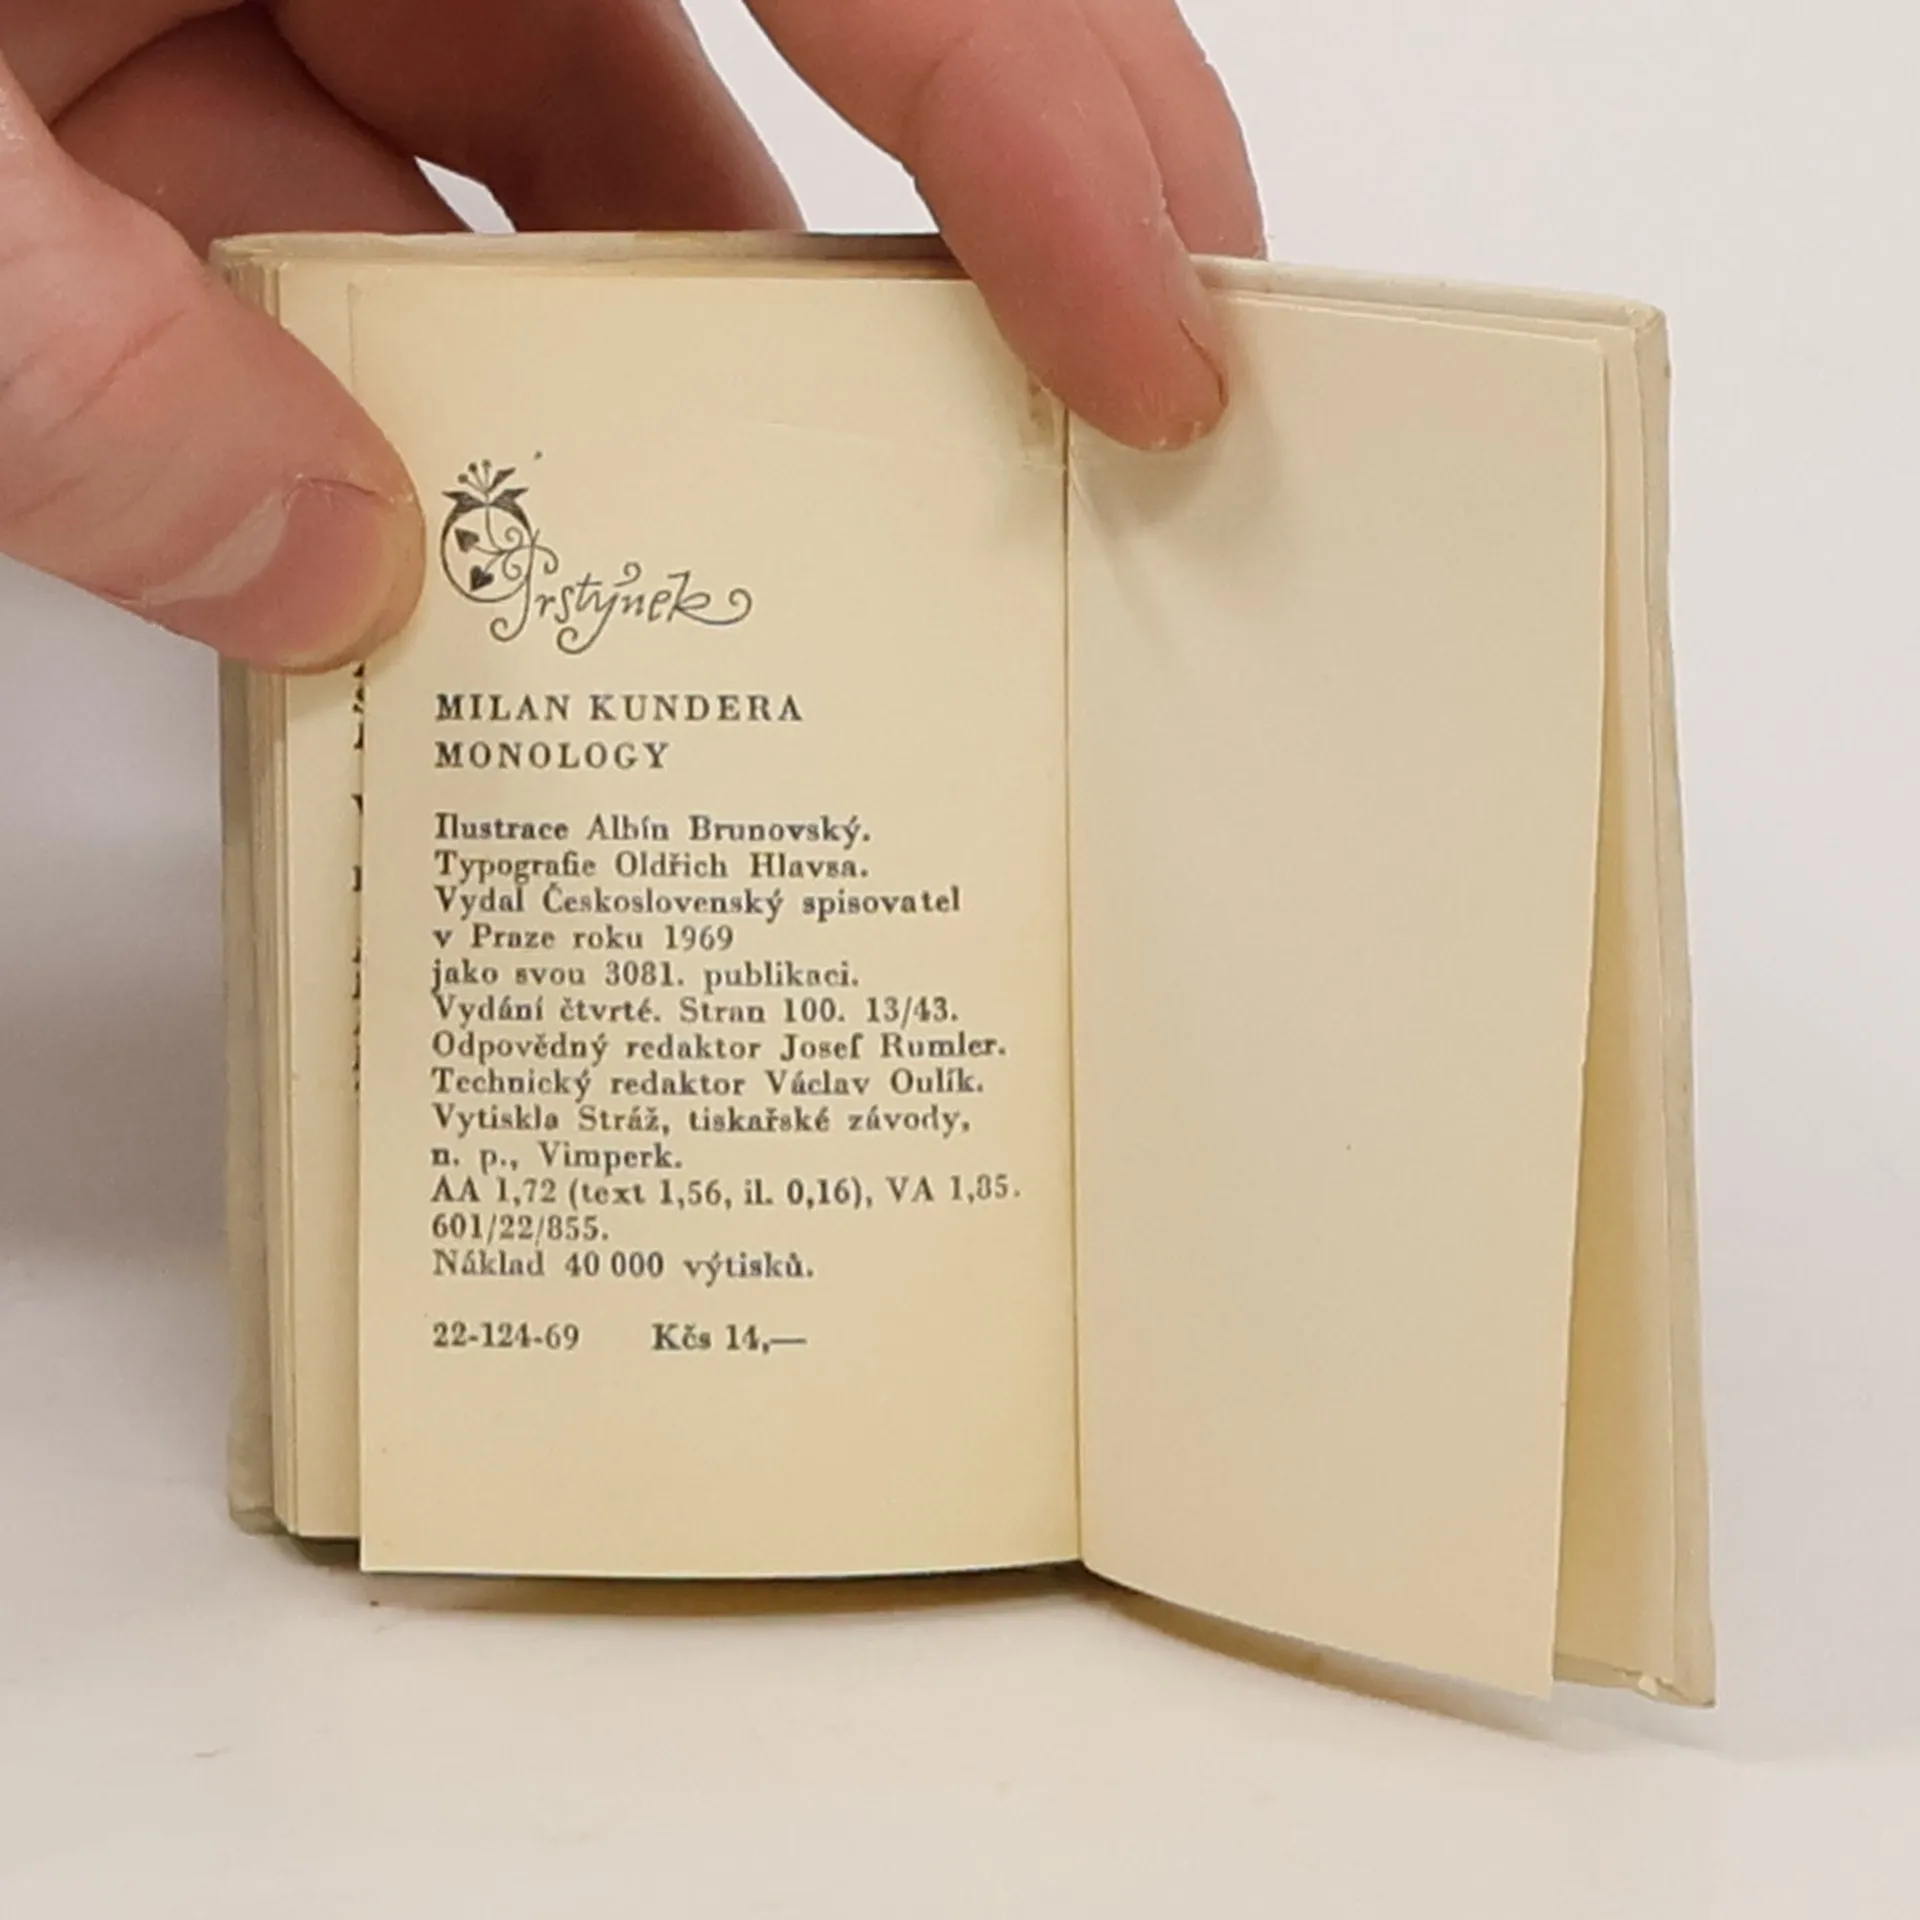 Prstýnek
MILAN KUNDERA
MONOLOGY
Ilustrace Albín Brunovský.
Typografie Oldřich Hlavsa.
Vydal Československý spisovatel
v Praze roku 1969
jako svou 3081. publikaci.
Vydání čtvrté. Stran 100. 13/43.
Odpovědný redaktor Josef Rumler.
Technický redaktor Václav Oulík.
Vytiskla Stráž, tiskařské závody,
n. p., Vimperk.
AA 1,72 (text 1,56, il. 0,16), VA 1,85.
601/22/855.
Náklad 40 000 výtisků.
22-124-69 Kčs 14,—